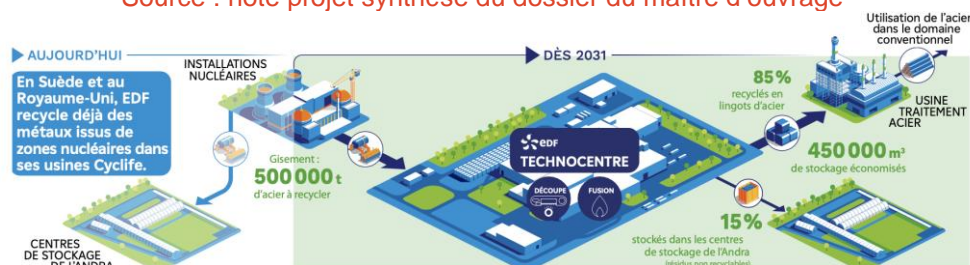 Source : note projet synthèse du dossier du maître d'ouvrage
AUJOURD'HUI
En Suède et au
Royaume-Uni, EDF
recycle déjà des
métaux issus de
zones nucléaires dans
ses usines Cyclife.
INSTALLATIONS
NUCLÉAIRES
Gisement :
500 000 t
d'acier à recycler
CENTRES
DE STOCKAGE
DE L'ANDRA
DÈS 2031
edf
TECHNOCENTRE
DÉCOUPE
FUSION
85 %
recyclés en
lingots d'acier
Utilisation de l'acier
dans le domaine
conventionnel
USINE
TRAITEMENT
ACIER
450 000 m³
de stockage économisés
15 %
stockés dans les centres
de stockage de l'Andra
(résidus non recyclables)